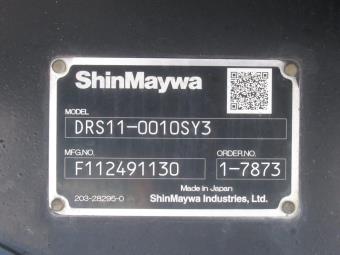 ShinMaywa
MODEL
DRS11-0010SY3
MFG.NO. ORDER.NO.
F112491130 1-7873
Made in Japan
203-28295-0 ShinMaywa Industries, Ltd.